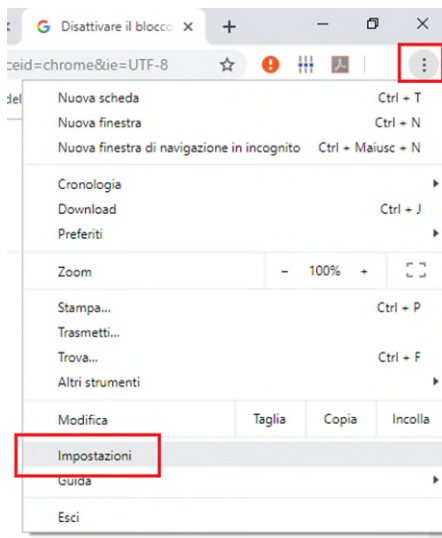 Disattivare il blocco
ceid=chrome&ie=UTF-8
del
Nuova scheda Ctrl + T
Nuova finestra Ctrl + N
Nuova finestra di navigazione in incognito Ctrl + Maiusc + N
Cronologia
Download Ctrl + J
Preferiti
Zoom - 100% +
Stampa... Ctrl + P
Trasmetti...
Trova... Ctrl + F
Altri strumenti
Modifica Taglia Copia Incolla
Impostazioni
Guida
Esci